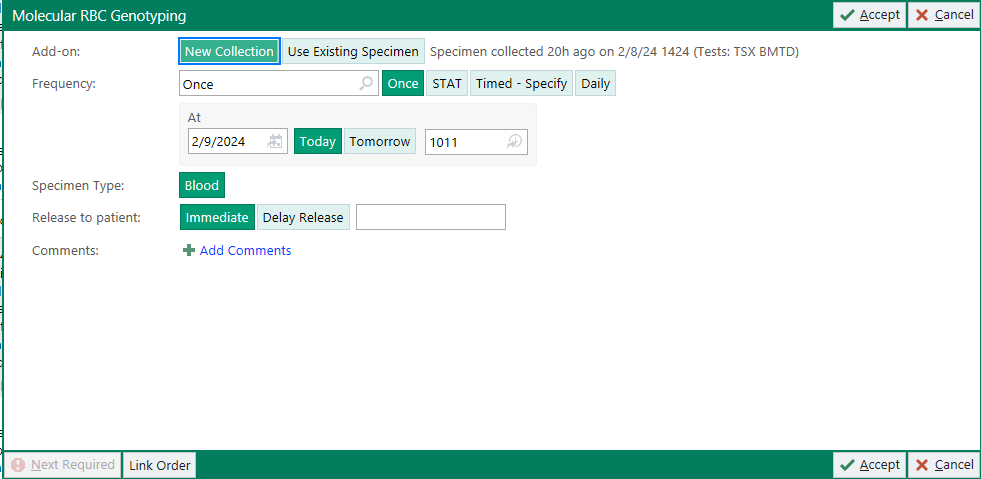 Molecular RBC Genotyping Accept Cancel
Add-on: New Collection Use Existing Specimen Specimen collected 20h ago on 2/8/24 1424 (Tests: TSX BMTD)
Frequency: Once Once STAT Timed - Specify Daily
At
2/9/2024 Today Tomorrow 1011
Specimen Type: Blood
Release to patient: Immediate Delay Release
Comments: Add Comments
Next Required Link Order Accept Cancel